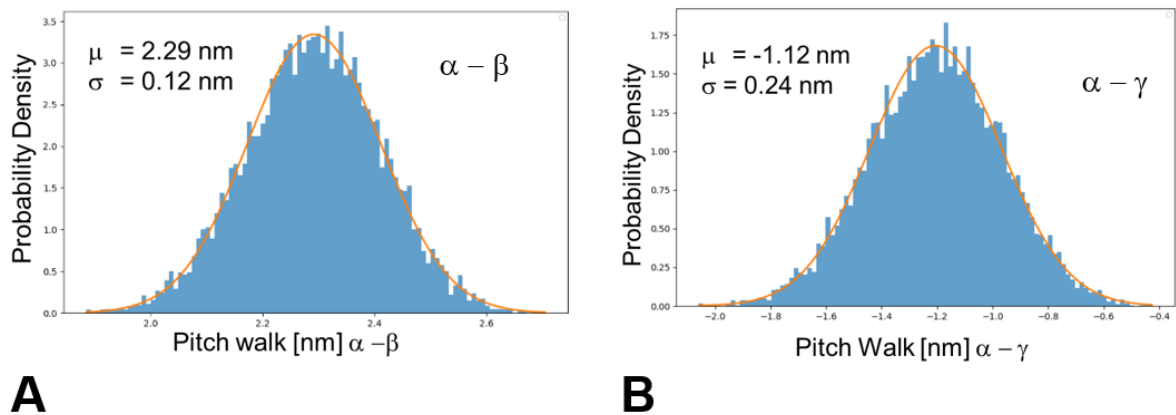 μ = 2.29 nm
σ = 0.12 nm
α – β
Probability Density
3.5
3.0
2.5
2.0
1.5
1.0
0.5
0.0
2.0 2.2 2.4 2.6
Pitch walk [nm] α –β
A
μ = -1.12 nm
σ = 0.24 nm
α – γ
Probability Density
1.75
1.50
1.25
1.00
0.75
0.50
0.25
0.00
−2.0 −1.8 −1.6 −1.4 −1.2 −1.0 −0.8 −0.6 −0.4
Pitch Walk [nm] α – γ
B